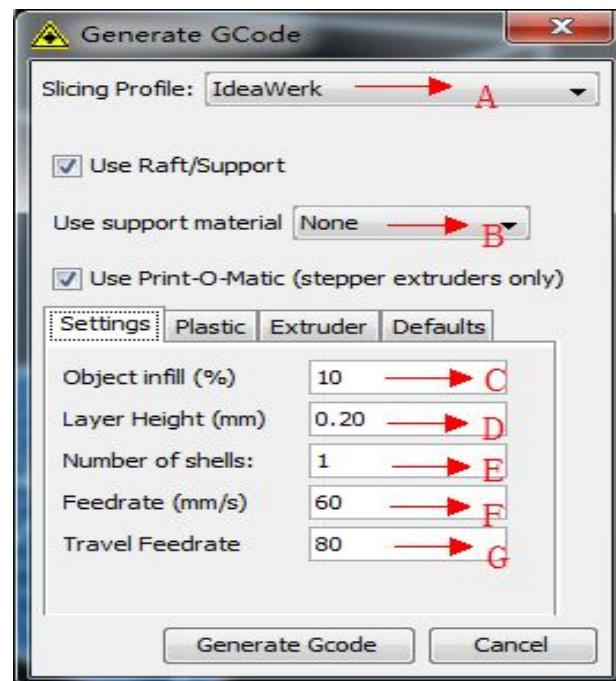 Generate GCode
Slicing Profile: IdeaWerk A
Use Raft/Support
Use support material None B
Use Print-O-Matic (stepper extruders only)
Settings Plastic Extruder Defaults
Object infill (%) 10 C
Layer Height (mm) 0.20 D
Number of shells: 1 E
Feedrate (mm/s) 60 F
Travel Feedrate 80 G
Generate Gcode Cancel